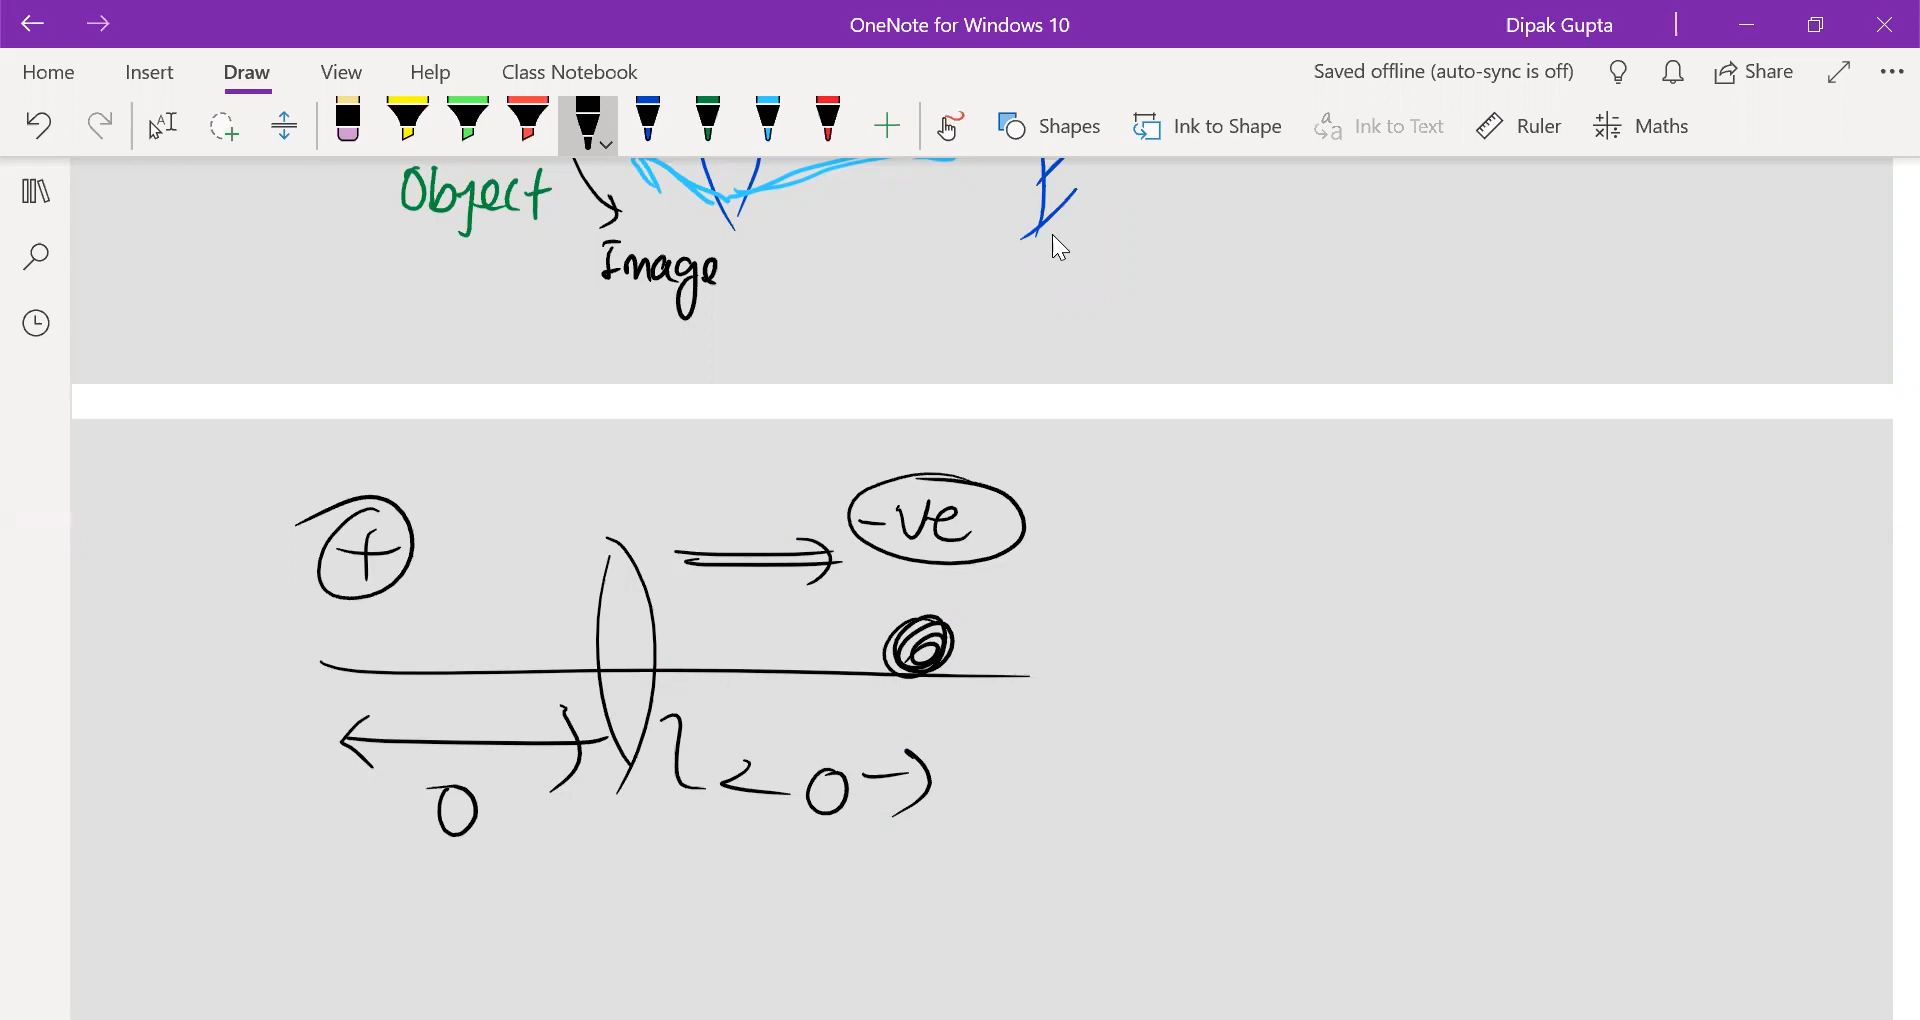 OneNote for Windows 10
Dipak Gupta
Home Insert Draw View Help Class Notebook
Saved offline (auto-sync is off) Share
Shapes Ink to Shape Ink to Text Ruler Maths
Object
Image
+
-ve
0
0